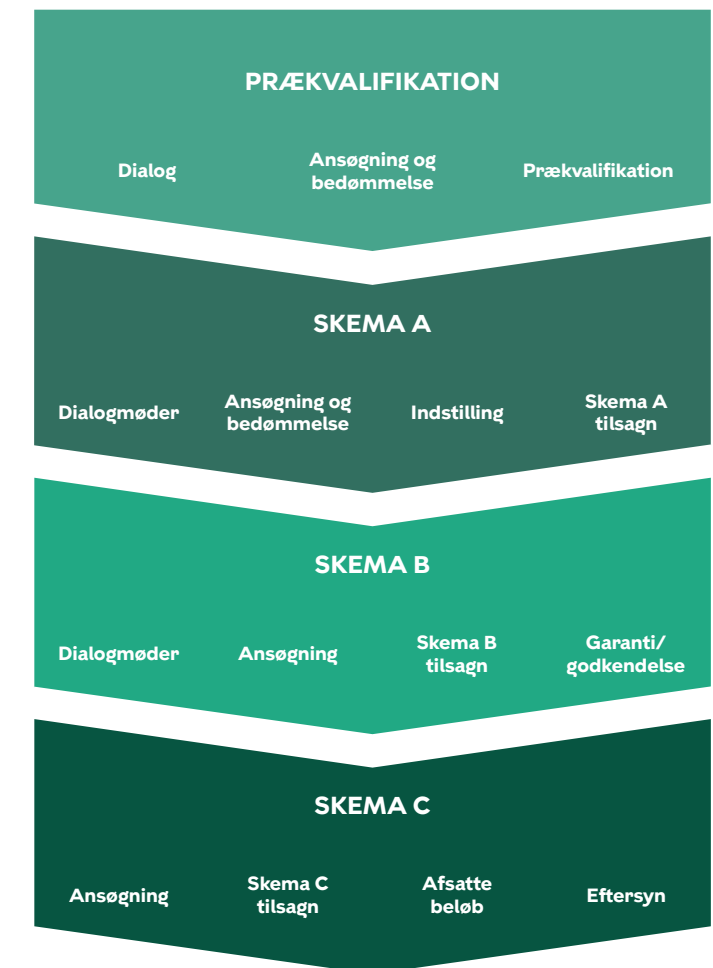 PRÆKVALIFIKATION
Dialog
Ansøgning og
bedømmelse
Prækvalifikation
SKEMA A
Dialogmøder
Ansøgning og
bedømmelse
Indstilling
Skema A
tilsagn
SKEMA B
Dialogmøder
Ansøgning
Skema B
tilsagn
Garanti/
godkendelse
SKEMA C
Ansøgning
Skema C
tilsagn
Afsatte
beløb
Eftersyn